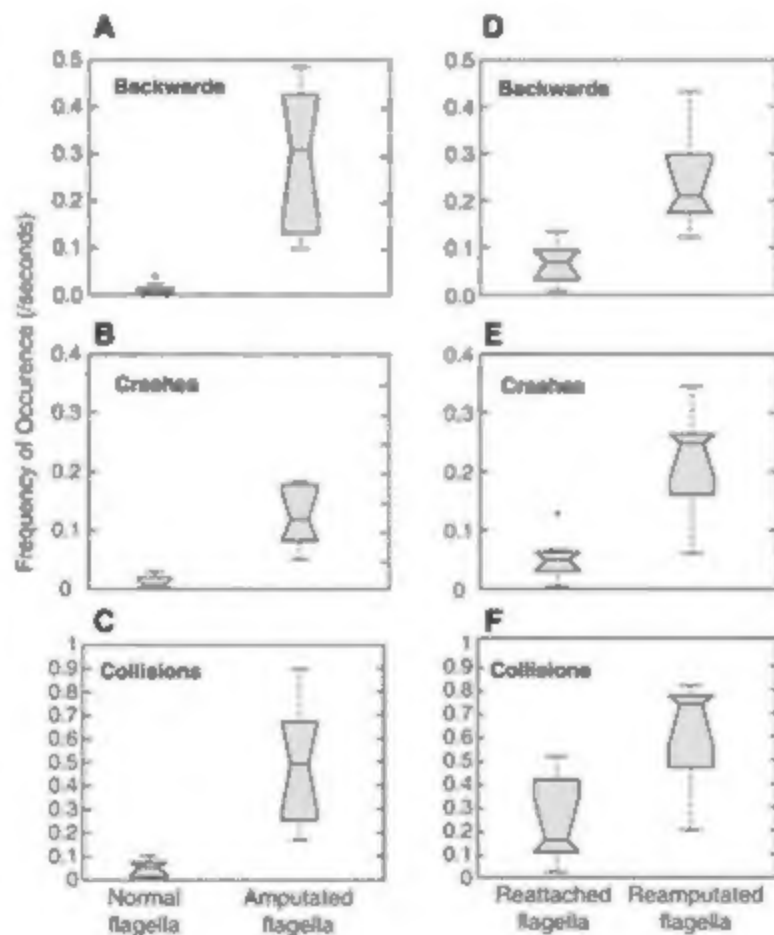 A
D
0.5
0.4
0.3
0.2
0.1
0.0
Backwards
0.5
0.4
0.3
0.2
0.1
0.0
Backwards
Frequency of Occurence (/seconds)
B
E
0.4
0.3
0.2
0.1
0
Crashes
0.4
0.3
0.2
0.1
0
Crashes
C
F
1
0.9
0.8
0.7
0.6
0.5
0.4
0.3
0.2
0.1
0
Collisions
1
0.9
0.8
0.7
0.6
0.5
0.4
0.3
0.2
0.1
0
Collisions
Normal
flagella
Amputated
flagella
Reattached
flagella
Reamputated
flagella